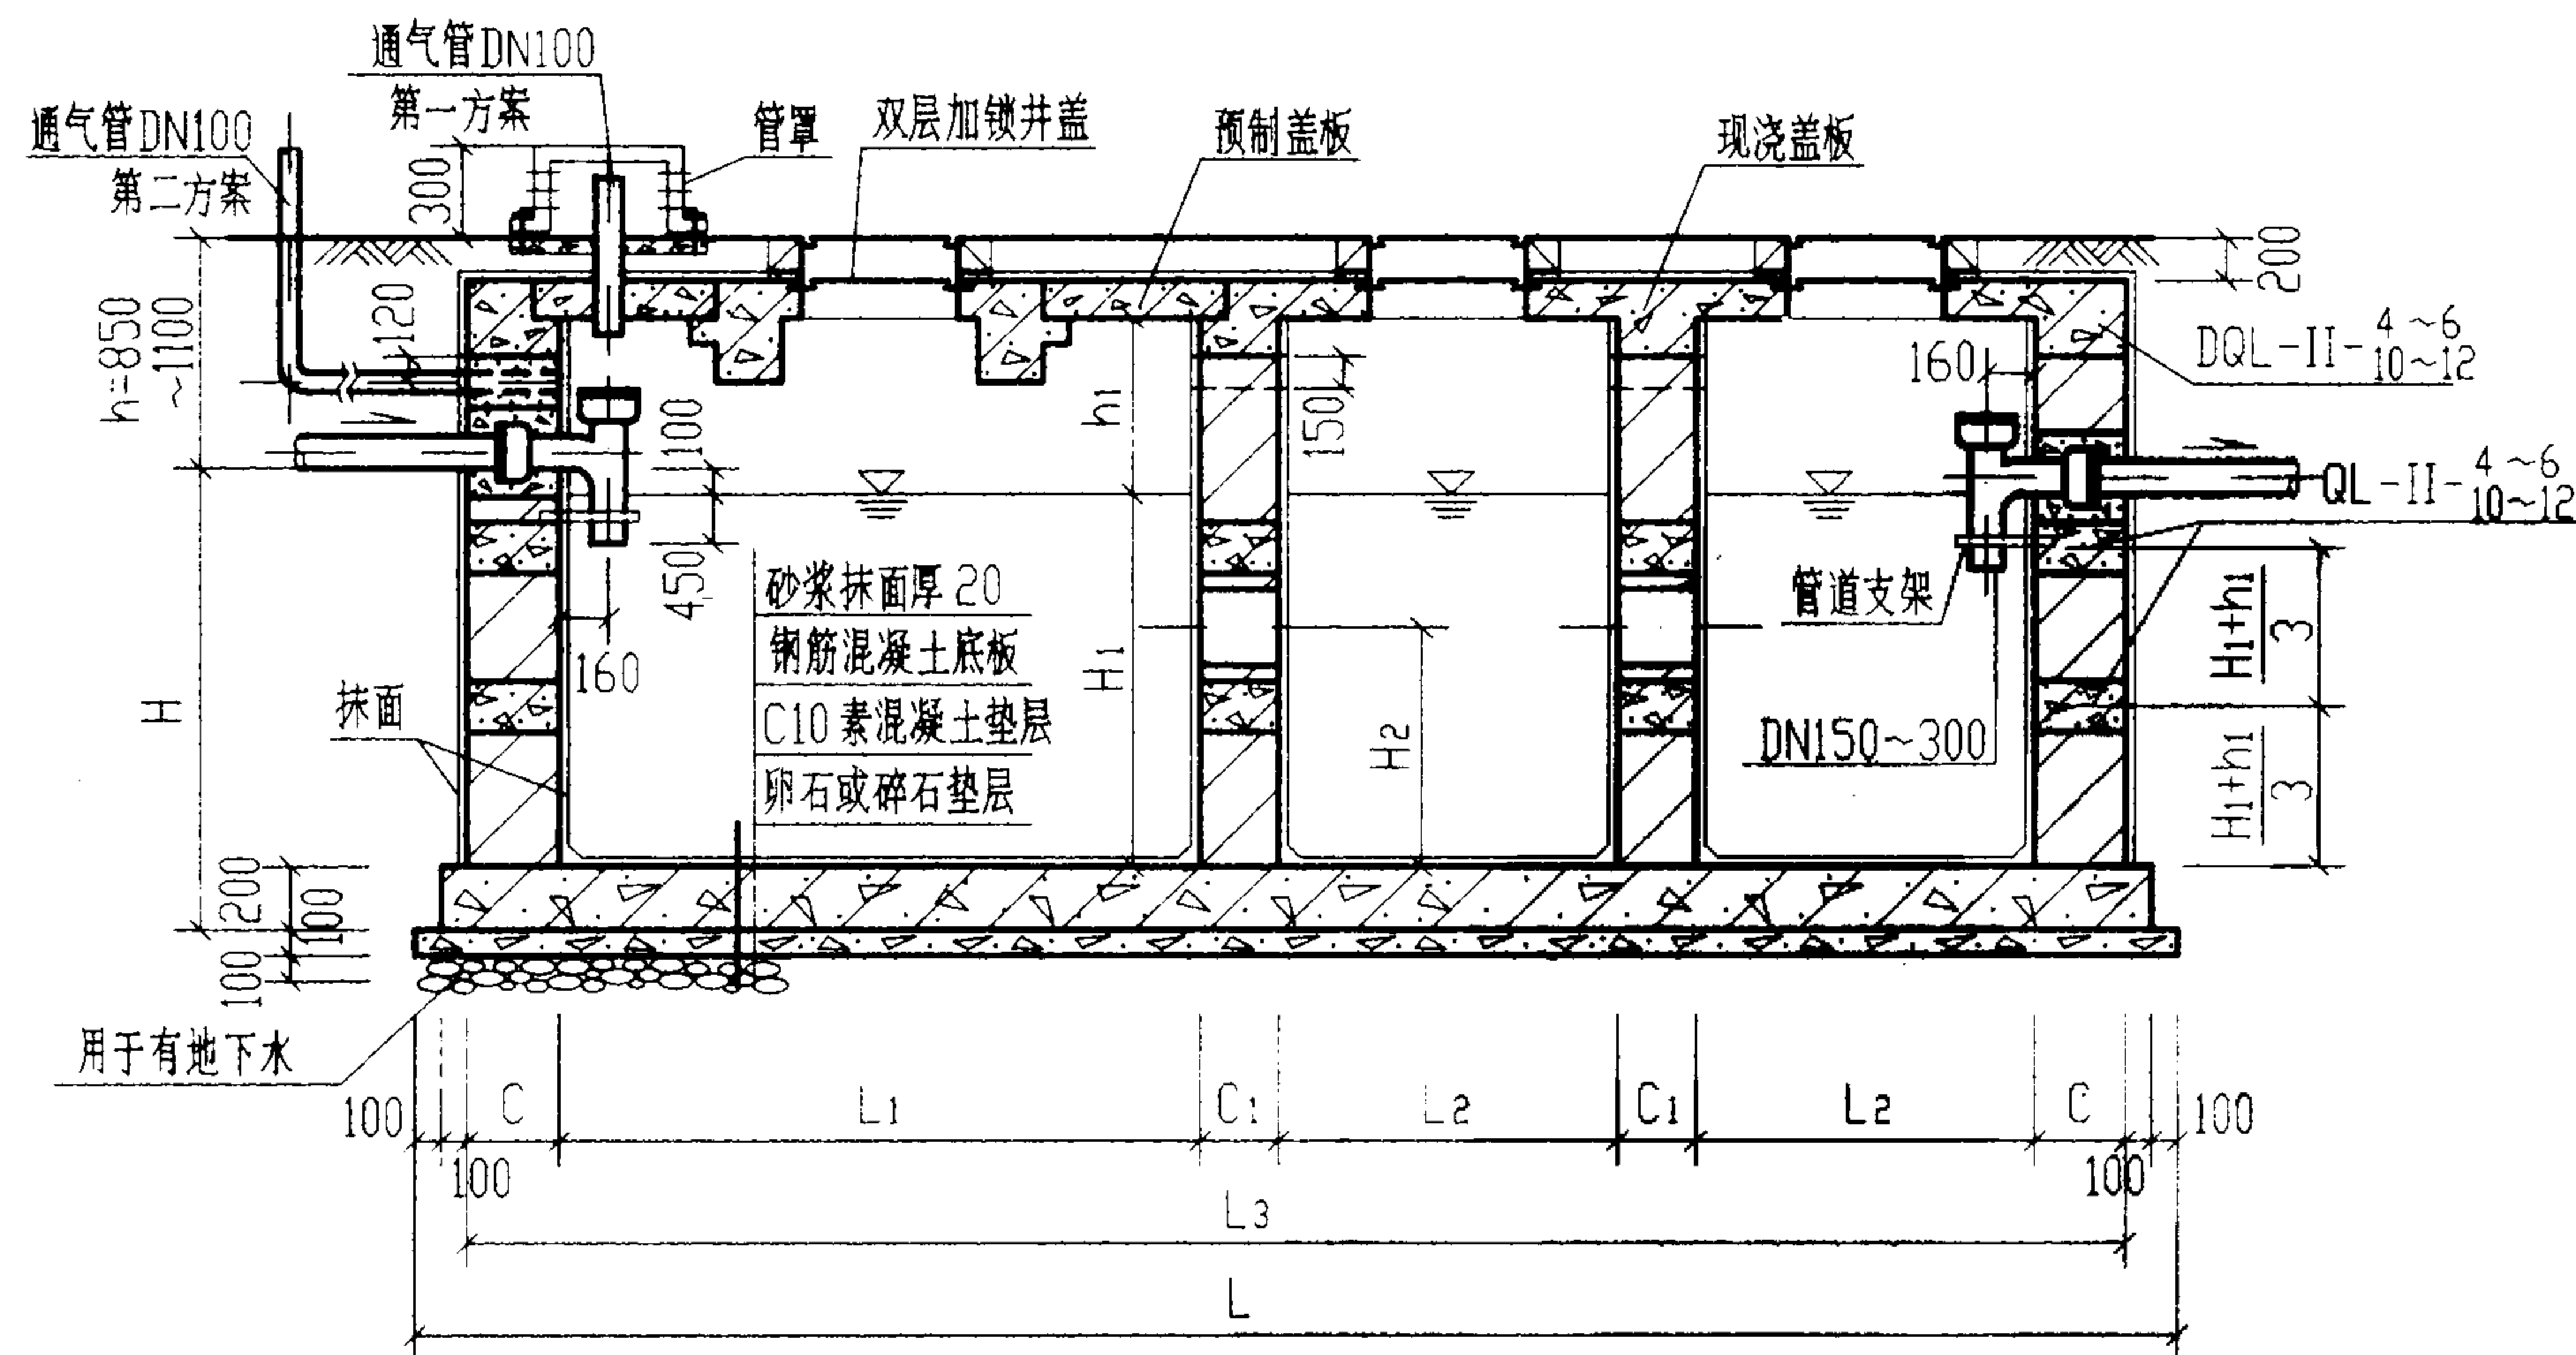 通气管DN100
第一方案
通气管DN100
第二方案
管罩
双层加锁井盖
预制盖板
现浇盖板
300
200
h=850
~1100
120
h1
150
160
DQL-II-4~6
10~12
100
QL-II-4~6
10~12
450
砂浆抹面厚20
钢筋混凝土底板
C10素混凝土垫层
卵石或碎石垫层
管道支架
160
H
抹面
H1
H2
DN150~300
H1+h1
3
H1+h1
3
200
100
100
用于有地下水
100
C
L1
C1
L2
C1
L2
C
100
100
100
L3
L